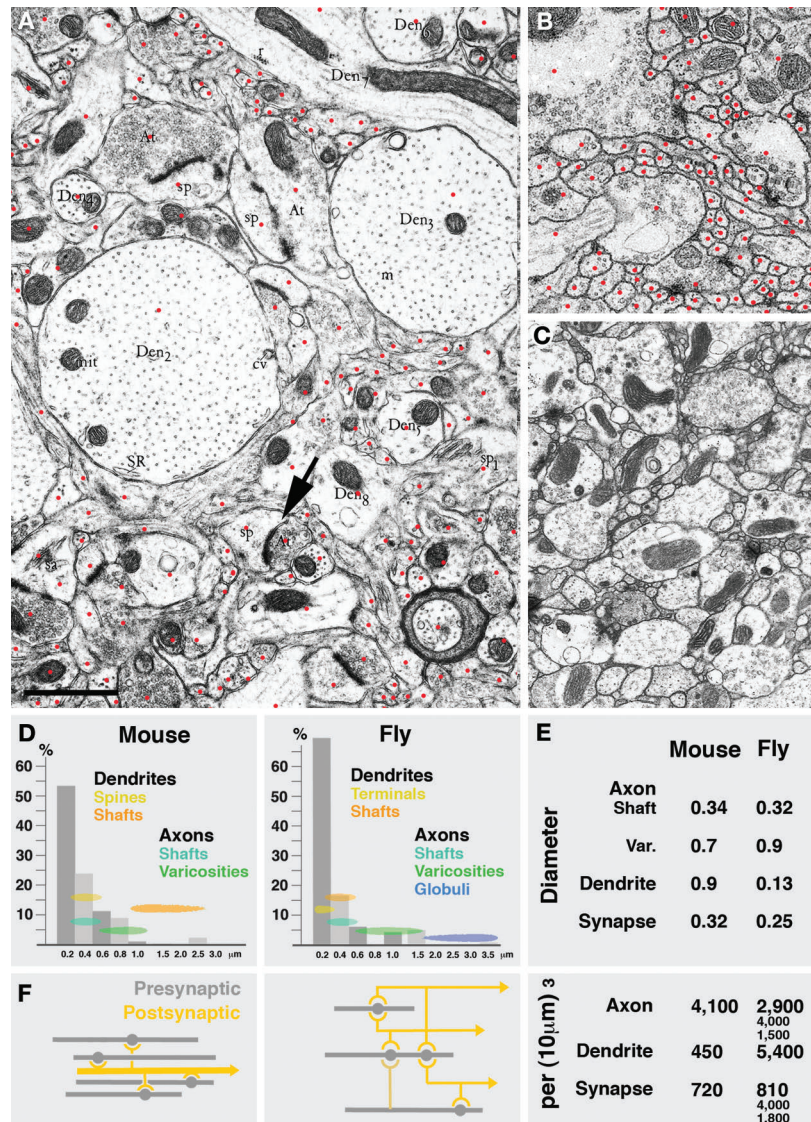 A
r
Den6
Den7
At
sp
Den4
sp
At
Den3
m
Den2
mit
cv
SR
Den5
sp1
Den8
sp
At
sa
B
C
D Mouse
%
60
50
40
30
20
10
Dendrites
Spines
Shafts
Axons
Shafts
Varicosities
0.2 0.4 0.6 0.8 1.0 1.5 2.0 2.5 3.0 µm
Fly
%
60
50
40
30
20
10
Dendrites
Terminals
Shafts
Axons
Shafts
Varicosities
Globuli
0.2 0.4 0.6 0.8 1.0 1.5 2.0 2.5 3.0 3.5 µm
E
Mouse Fly
Diameter
Axon
Shaft 0.34 0.32
Var. 0.7 0.9
Dendrite 0.9 0.13
Synapse 0.32 0.25
F Presynaptic
Postsynaptic
per (10µm) 3
Axon 4,100 2,900
4,000
1,500
Dendrite 450 5,400
Synapse 720 810
4,000
1,800